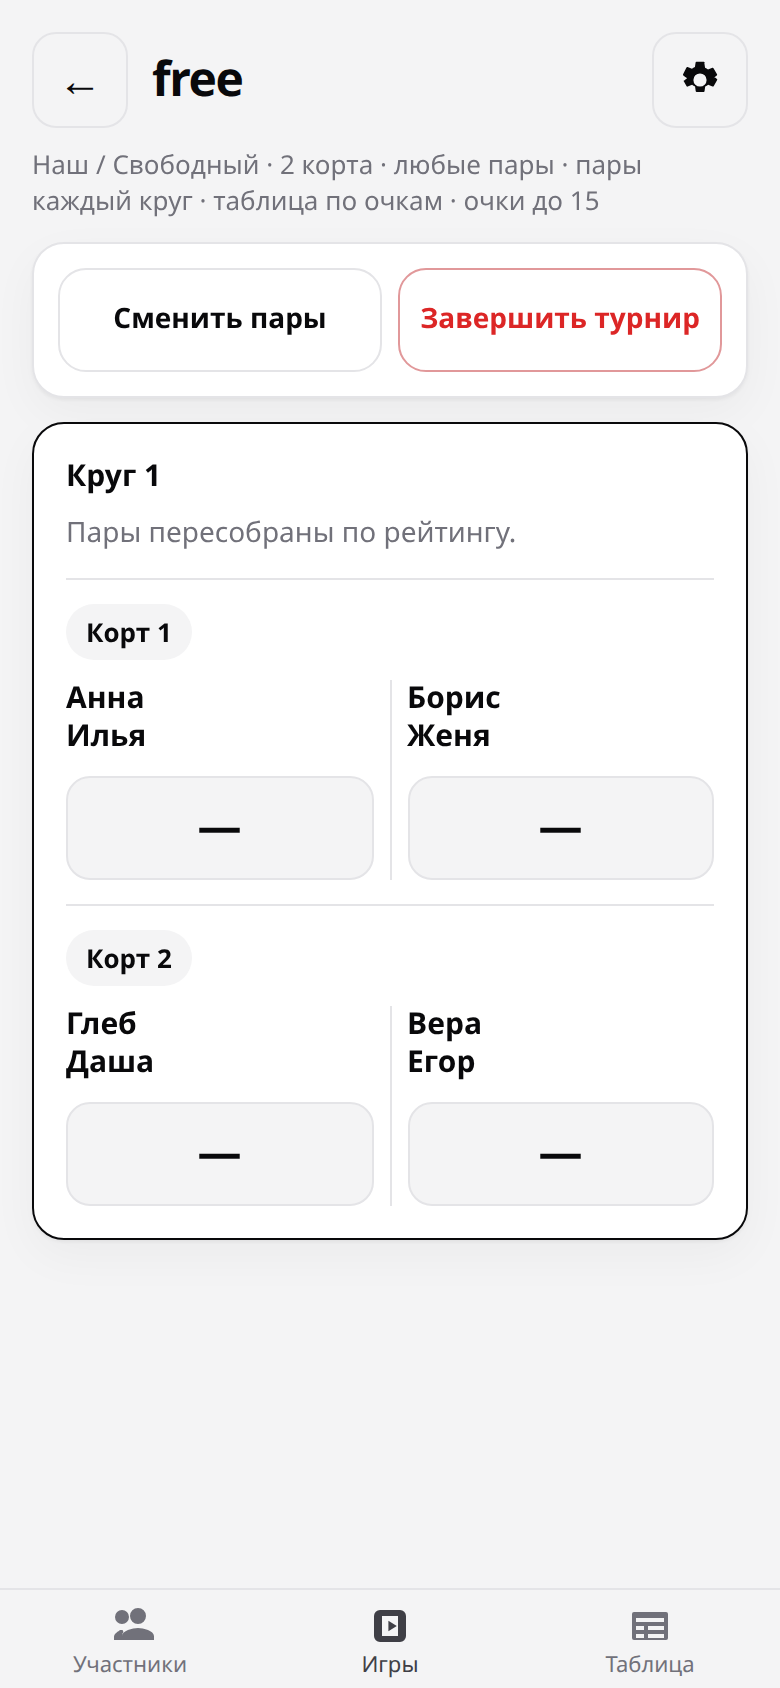 ← free
Наш / Свободный · 2 корта · любые пары · пары
каждый круг · таблица по очкам · очки до 15
Сменить пары
Завершить турнир
Круг 1
Пары пересобраны по рейтингу.
Корт 1
Анна
Илья
Борис
Женя
—
—
Корт 2
Глеб
Даша
Вера
Егор
—
—
Участники
Игры
Таблица